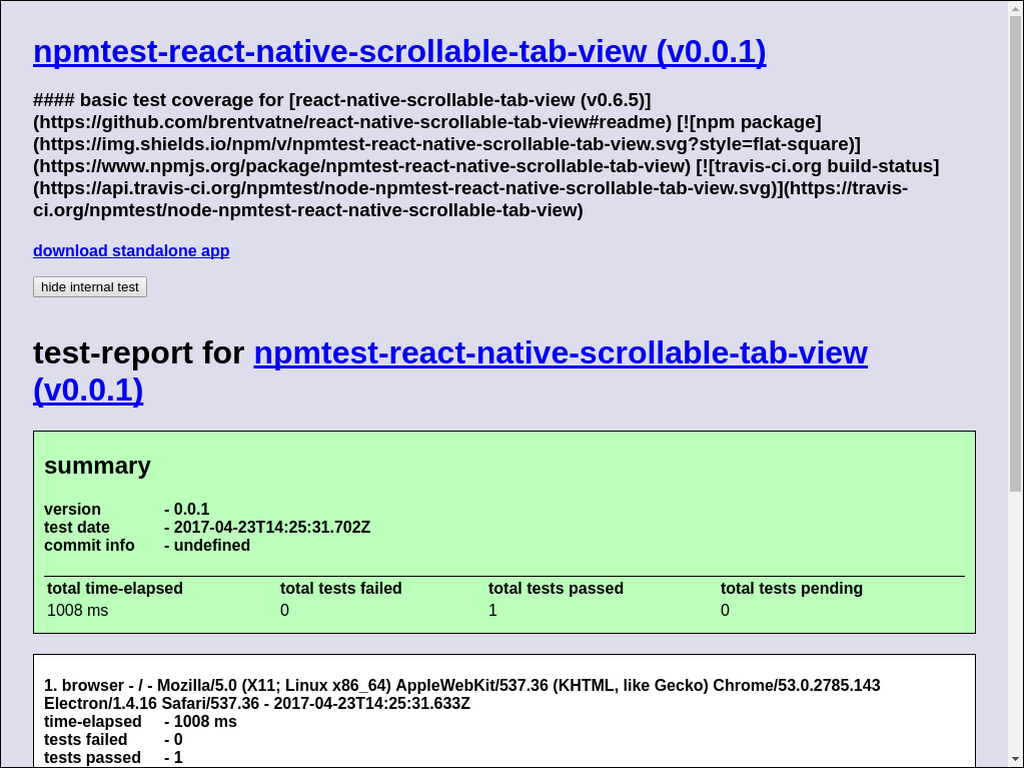 npmtest-react-native-scrollable-tab-view (v0.0.1)
#### basic test coverage for [react-native-scrollable-tab-view (v0.6.5)]
(https://github.com/brentvatne/react-native-scrollable-tab-view#readme) [![npm package]
(https://img.shields.io/npm/v/npmtest-react-native-scrollable-tab-view.svg?style=flat-square)]
(https://www.npmjs.org/package/npmtest-react-native-scrollable-tab-view) [![travis-ci.org build-status]
(https://api.travis-ci.org/npmtest/node-npmtest-react-native-scrollable-tab-view.svg)](https://travis-
ci.org/npmtest/node-npmtest-react-native-scrollable-tab-view)
download standalone app
hide internal test
test-report for npmtest-react-native-scrollable-tab-view
(v0.0.1)
summary
version - 0.0.1
test date - 2017-04-23T14:25:31.702Z
commit info - undefined
total time-elapsed total tests failed total tests passed total tests pending
1008 ms 0 1 0
1. browser - / - Mozilla/5.0 (X11; Linux x86_64) AppleWebKit/537.36 (KHTML, like Gecko) Chrome/53.0.2785.143
Electron/1.4.16 Safari/537.36 - 2017-04-23T14:25:31.633Z
time-elapsed - 1008 ms
tests failed - 0
tests passed - 1